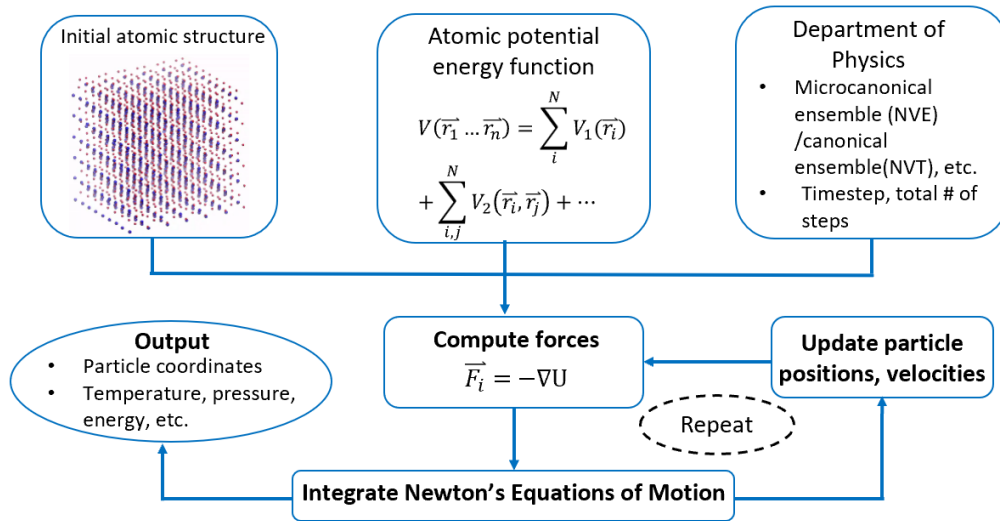 Initial atomic structure
Atomic potential
energy function
V(r⃗₁ … r⃗ₙ) = ∑ᵢᴺ V₁(r⃗ᵢ)
+ ∑ᵢ,ⱼᴺ V₂(r⃗ᵢ, r⃗ⱼ) + ⋯
Department of
Physics
• Microcanonical
ensemble (NVE)
/canonical
ensemble(NVT), etc.
• Timestep, total # of
steps
Output
• Particle coordinates
• Temperature, pressure,
energy, etc.
Compute forces
F⃗ᵢ = −∇U
Update particle
positions, velocities
Repeat
Integrate Newton’s Equations of Motion